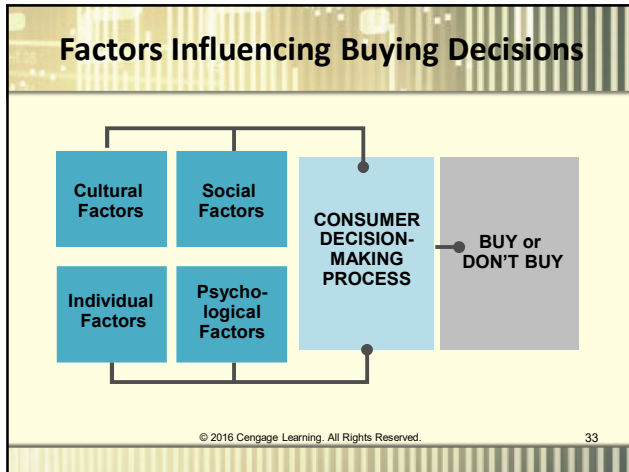 Factors Influencing Buying Decisions
Cultural
Factors
Social
Factors
Individual
Factors
Psycho-
logical
Factors
CONSUMER
DECISION-
MAKING
PROCESS
BUY or
DON’T BUY
© 2016 Cengage Learning. All Rights Reserved.
33